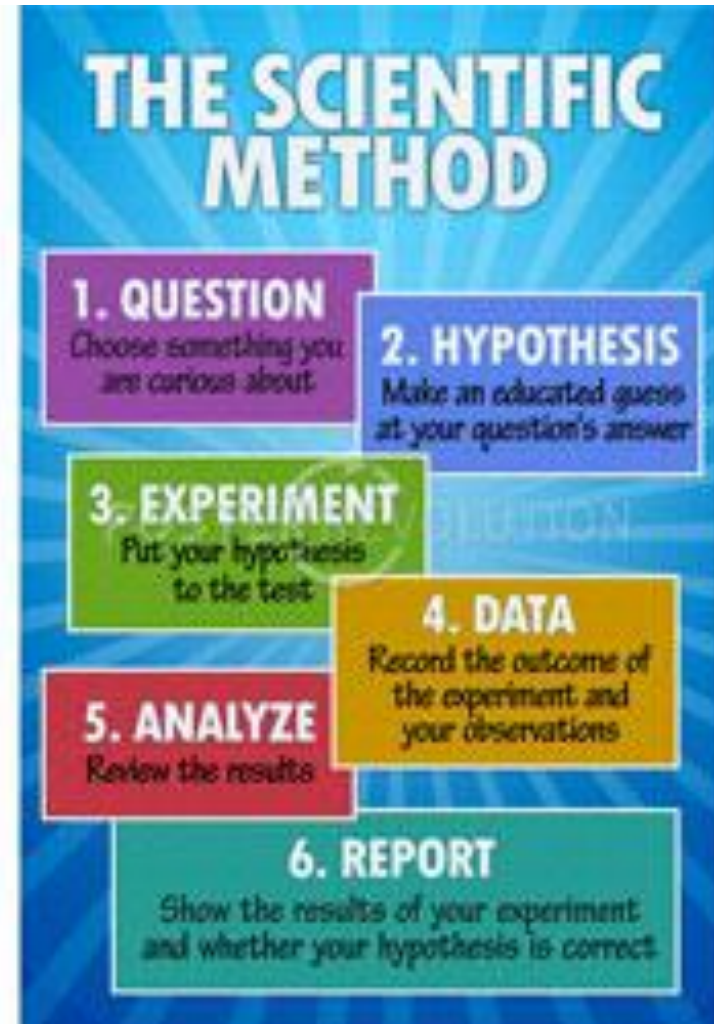 THE SCIENTIFIC
METHOD
1. QUESTION
Choose something you
are curious about
2. HYPOTHESIS
Make an educated guess
at your question's answer
3. EXPERIMENT
Put your hypothesis
to the test
4. DATA
Record the outcome of
the experiment and
your observations
5. ANALYZE
Review the results
6. REPORT
Show the results of your experiment
and whether your hypothesis is correct